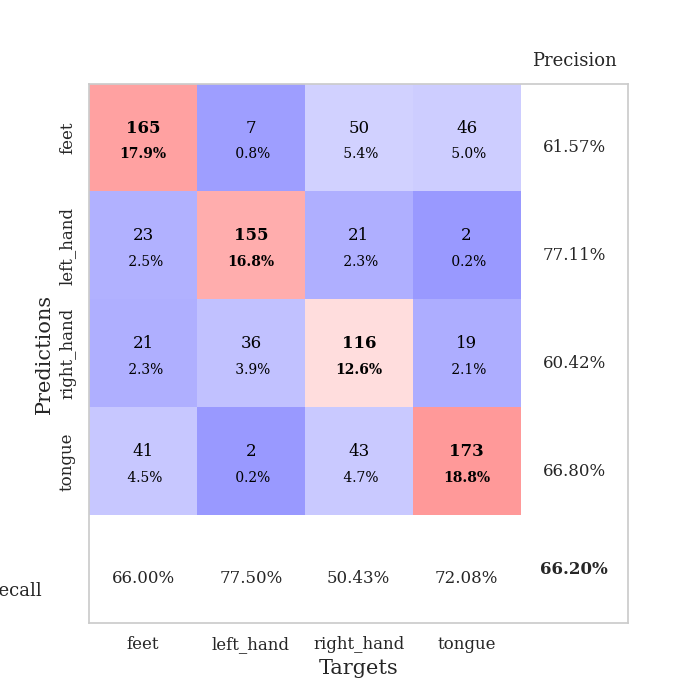 Precision
feet
165 7 50 46
17.9% 0.8% 5.4% 5.0%
61.57%
left_hand
23 155 21 2
2.5% 16.8% 2.3% 0.2%
77.11%
Predictions
right_hand
21 36 116 19
2.3% 3.9% 12.6% 2.1%
60.42%
tongue
41 2 43 173
4.5% 0.2% 4.7% 18.8%
66.80%
ecall
66.00% 77.50% 50.43% 72.08% 66.20%
feet left_hand right_hand tongue
Targets